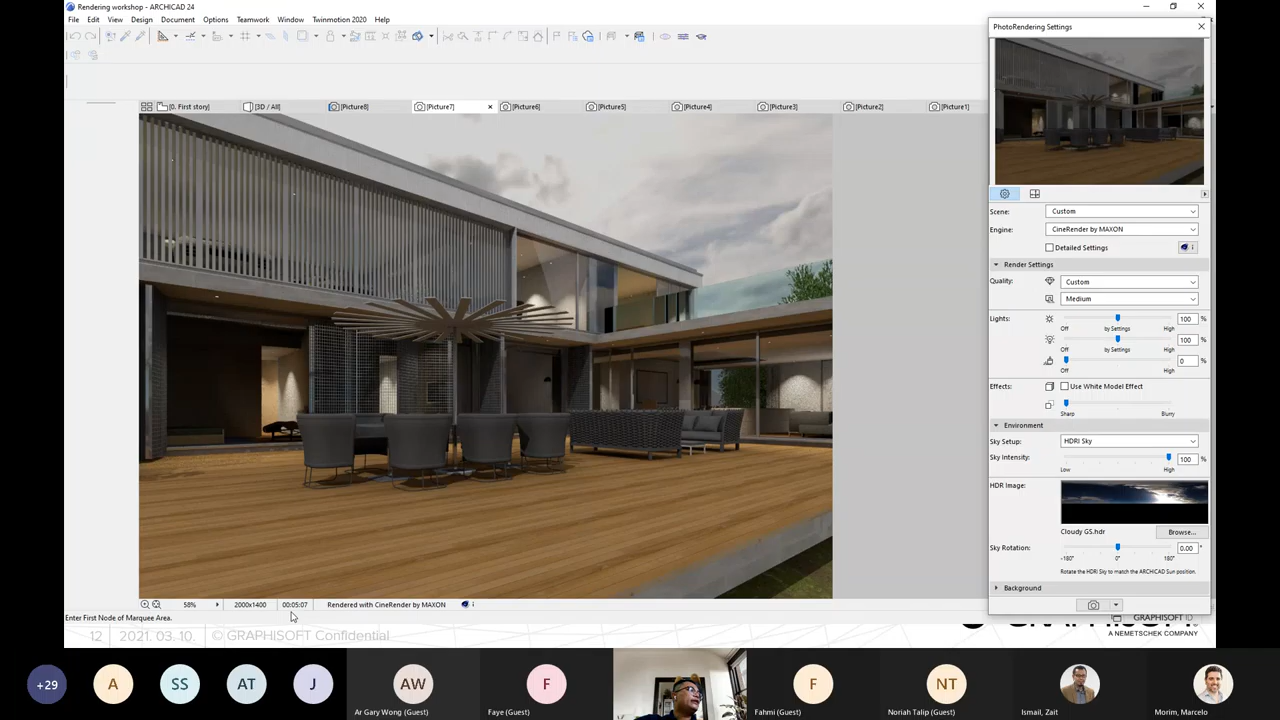 Rendering workshop - ARCHICAD 24
File Edit View Design Document Options Teamwork Window Twinmotion 2020 Help
PhotoRendering Settings
[0. First story] [3D / All] [Picture8] [Picture7] [Picture6] [Picture5] [Picture4] [Picture3] [Picture2] [Picture1]
Scene: Custom
Engine: CineRender by MAXON
Detailed Settings
Render Settings
Quality: Custom
Medium
Lights: 100 %
Off by Settings High
100 %
Off by Settings High
0 %
Off High
Effects: Use White Model Effect
Sharp Blurry
Environment
Sky Setup: HDRI Sky
Sky Intensity: 100 %
Low High
HDR Image:
Cloudy GS.hdr Browse...
Sky Rotation: 0.00 °
-180° 0° 180°
Rotate the HDRI Sky to match the ARCHICAD Sun position.
Background
58% 2000x1400 00:05:07 Rendered with CineRender by MAXON
Enter First Node of Marquee Area.
GRAPHISOFT ID
12 2021. 03. 10. © GRAPHISOFT Confidential
A NEMETSCHEK COMPANY
+29 A SS AT J AW F F NT
Ar Gary Wong (Guest) Faye (Guest) Fahmi (Guest) Noriah Talip (Guest) Ismail, Zait Morim, Marcelo